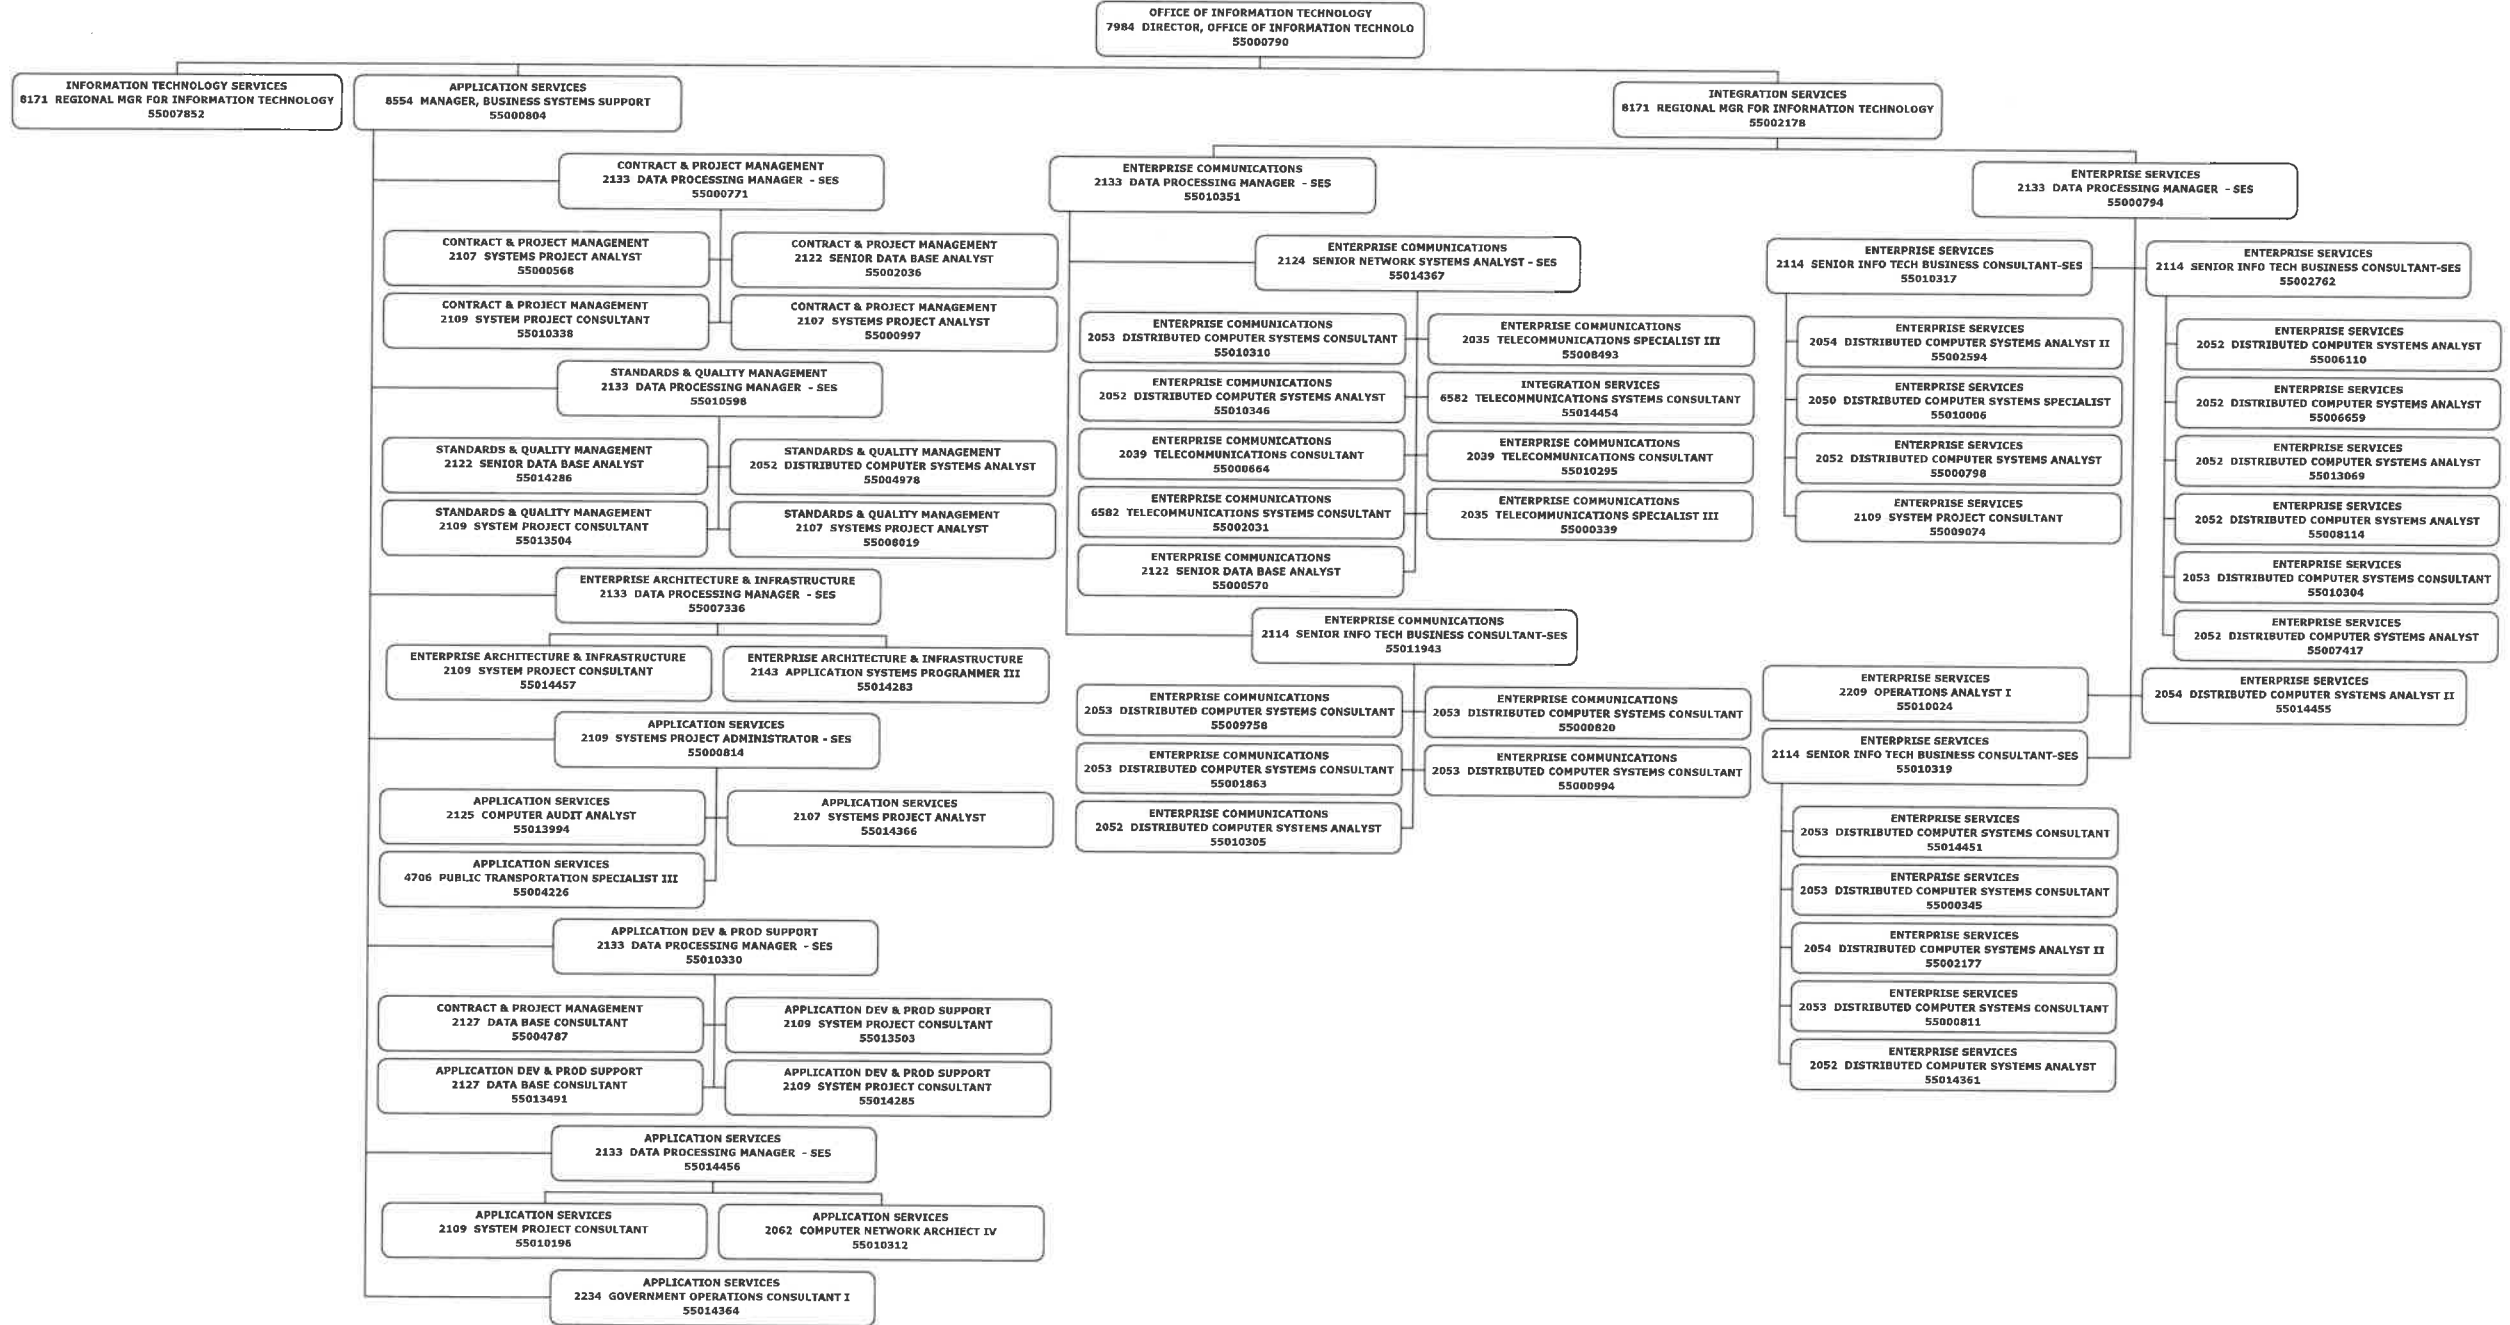 OFFICE OF INFORMATION TECHNOLOGY
7984 DIRECTOR, OFFICE OF INFORMATION TECHNOLO
55000790
INFORMATION TECHNOLOGY SERVICES
8171 REGIONAL MGR FOR INFORMATION TECHNOLOGY
55007852
APPLICATION SERVICES
8554 MANAGER, BUSINESS SYSTEMS SUPPORT
55000804
INTEGRATION SERVICES
8171 REGIONAL MGR FOR INFORMATION TECHNOLOGY
55002178
CONTRACT & PROJECT MANAGEMENT
2133 DATA PROCESSING MANAGER - SES
55000771
CONTRACT & PROJECT MANAGEMENT
2107 SYSTEMS PROJECT ANALYST
55000568
CONTRACT & PROJECT MANAGEMENT
2122 SENIOR DATA BASE ANALYST
55002036
CONTRACT & PROJECT MANAGEMENT
2109 SYSTEM PROJECT CONSULTANT
55010338
CONTRACT & PROJECT MANAGEMENT
2107 SYSTEMS PROJECT ANALYST
55000997
STANDARDS & QUALITY MANAGEMENT
2133 DATA PROCESSING MANAGER - SES
55010598
STANDARDS & QUALITY MANAGEMENT
2122 SENIOR DATA BASE ANALYST
55014286
STANDARDS & QUALITY MANAGEMENT
2052 DISTRIBUTED COMPUTER SYSTEMS ANALYST
55004978
STANDARDS & QUALITY MANAGEMENT
2109 SYSTEM PROJECT CONSULTANT
55013504
STANDARDS & QUALITY MANAGEMENT
2107 SYSTEMS PROJECT ANALYST
55008019
ENTERPRISE ARCHITECTURE & INFRASTRUCTURE
2133 DATA PROCESSING MANAGER - SES
55007336
ENTERPRISE ARCHITECTURE & INFRASTRUCTURE
2109 SYSTEM PROJECT CONSULTANT
55014457
ENTERPRISE ARCHITECTURE & INFRASTRUCTURE
2143 APPLICATION SYSTEMS PROGRAMMER III
55014283
APPLICATION SERVICES
2109 SYSTEMS PROJECT ADMINISTRATOR - SES
55000814
APPLICATION SERVICES
2125 COMPUTER AUDIT ANALYST
55013994
APPLICATION SERVICES
2107 SYSTEMS PROJECT ANALYST
55014366
APPLICATION SERVICES
4706 PUBLIC TRANSPORTATION SPECIALIST III
55004226
APPLICATION DEV & PROD SUPPORT
2133 DATA PROCESSING MANAGER - SES
55010330
CONTRACT & PROJECT MANAGEMENT
2127 DATA BASE CONSULTANT
55004787
APPLICATION DEV & PROD SUPPORT
2109 SYSTEM PROJECT CONSULTANT
55013503
APPLICATION DEV & PROD SUPPORT
2127 DATA BASE CONSULTANT
55013491
APPLICATION DEV & PROD SUPPORT
2109 SYSTEM PROJECT CONSULTANT
55014285
APPLICATION SERVICES
2133 DATA PROCESSING MANAGER - SES
55014456
APPLICATION SERVICES
2109 SYSTEM PROJECT CONSULTANT
55010196
APPLICATION SERVICES
2062 COMPUTER NETWORK ARCHIECT IV
55010312
APPLICATION SERVICES
2234 GOVERNMENT OPERATIONS CONSULTANT I
55014364
ENTERPRISE COMMUNICATIONS
2133 DATA PROCESSING MANAGER - SES
55010351
ENTERPRISE COMMUNICATIONS
2124 SENIOR NETWORK SYSTEMS ANALYST - SES
55014367
ENTERPRISE COMMUNICATIONS
2053 DISTRIBUTED COMPUTER SYSTEMS CONSULTANT
55010310
ENTERPRISE COMMUNICATIONS
2035 TELECOMMUNICATIONS SPECIALIST III
55008493
ENTERPRISE COMMUNICATIONS
2052 DISTRIBUTED COMPUTER SYSTEMS ANALYST
55010346
INTEGRATION SERVICES
6582 TELECOMMUNICATIONS SYSTEMS CONSULTANT
55014454
ENTERPRISE COMMUNICATIONS
2039 TELECOMMUNICATIONS CONSULTANT
55000664
ENTERPRISE COMMUNICATIONS
2039 TELECOMMUNICATIONS CONSULTANT
55010295
ENTERPRISE COMMUNICATIONS
6582 TELECOMMUNICATIONS SYSTEMS CONSULTANT
55002031
ENTERPRISE COMMUNICATIONS
2035 TELECOMMUNICATIONS SPECIALIST III
55000339
ENTERPRISE COMMUNICATIONS
2122 SENIOR DATA BASE ANALYST
55000570
ENTERPRISE COMMUNICATIONS
2114 SENIOR INFO TECH BUSINESS CONSULTANT-SES
55011943
ENTERPRISE COMMUNICATIONS
2053 DISTRIBUTED COMPUTER SYSTEMS CONSULTANT
55009758
ENTERPRISE COMMUNICATIONS
2053 DISTRIBUTED COMPUTER SYSTEMS CONSULTANT
55000820
ENTERPRISE COMMUNICATIONS
2053 DISTRIBUTED COMPUTER SYSTEMS CONSULTANT
55001863
ENTERPRISE COMMUNICATIONS
2053 DISTRIBUTED COMPUTER SYSTEMS CONSULTANT
55000994
ENTERPRISE COMMUNICATIONS
2052 DISTRIBUTED COMPUTER SYSTEMS ANALYST
55010305
ENTERPRISE SERVICES
2133 DATA PROCESSING MANAGER - SES
55000794
ENTERPRISE SERVICES
2114 SENIOR INFO TECH BUSINESS CONSULTANT-SES
55010317
ENTERPRISE SERVICES
2054 DISTRIBUTED COMPUTER SYSTEMS ANALYST II
55002594
ENTERPRISE SERVICES
2050 DISTRIBUTED COMPUTER SYSTEMS SPECIALIST
55010006
ENTERPRISE SERVICES
2052 DISTRIBUTED COMPUTER SYSTEMS ANALYST
55000798
ENTERPRISE SERVICES
2109 SYSTEM PROJECT CONSULTANT
55009074
ENTERPRISE SERVICES
2114 SENIOR INFO TECH BUSINESS CONSULTANT-SES
55002762
ENTERPRISE SERVICES
2052 DISTRIBUTED COMPUTER SYSTEMS ANALYST
55006110
ENTERPRISE SERVICES
2052 DISTRIBUTED COMPUTER SYSTEMS ANALYST
55006659
ENTERPRISE SERVICES
2052 DISTRIBUTED COMPUTER SYSTEMS ANALYST
55013069
ENTERPRISE SERVICES
2052 DISTRIBUTED COMPUTER SYSTEMS ANALYST
55008114
ENTERPRISE SERVICES
2053 DISTRIBUTED COMPUTER SYSTEMS CONSULTANT
55010304
ENTERPRISE SERVICES
2052 DISTRIBUTED COMPUTER SYSTEMS ANALYST
55007417
ENTERPRISE SERVICES
2209 OPERATIONS ANALYST I
55010024
ENTERPRISE SERVICES
2054 DISTRIBUTED COMPUTER SYSTEMS ANALYST II
55014455
ENTERPRISE SERVICES
2114 SENIOR INFO TECH BUSINESS CONSULTANT-SES
55010319
ENTERPRISE SERVICES
2053 DISTRIBUTED COMPUTER SYSTEMS CONSULTANT
55014451
ENTERPRISE SERVICES
2053 DISTRIBUTED COMPUTER SYSTEMS CONSULTANT
55000345
ENTERPRISE SERVICES
2054 DISTRIBUTED COMPUTER SYSTEMS ANALYST II
55002177
ENTERPRISE SERVICES
2053 DISTRIBUTED COMPUTER SYSTEMS CONSULTANT
55000811
ENTERPRISE SERVICES
2052 DISTRIBUTED COMPUTER SYSTEMS ANALYST
55014361